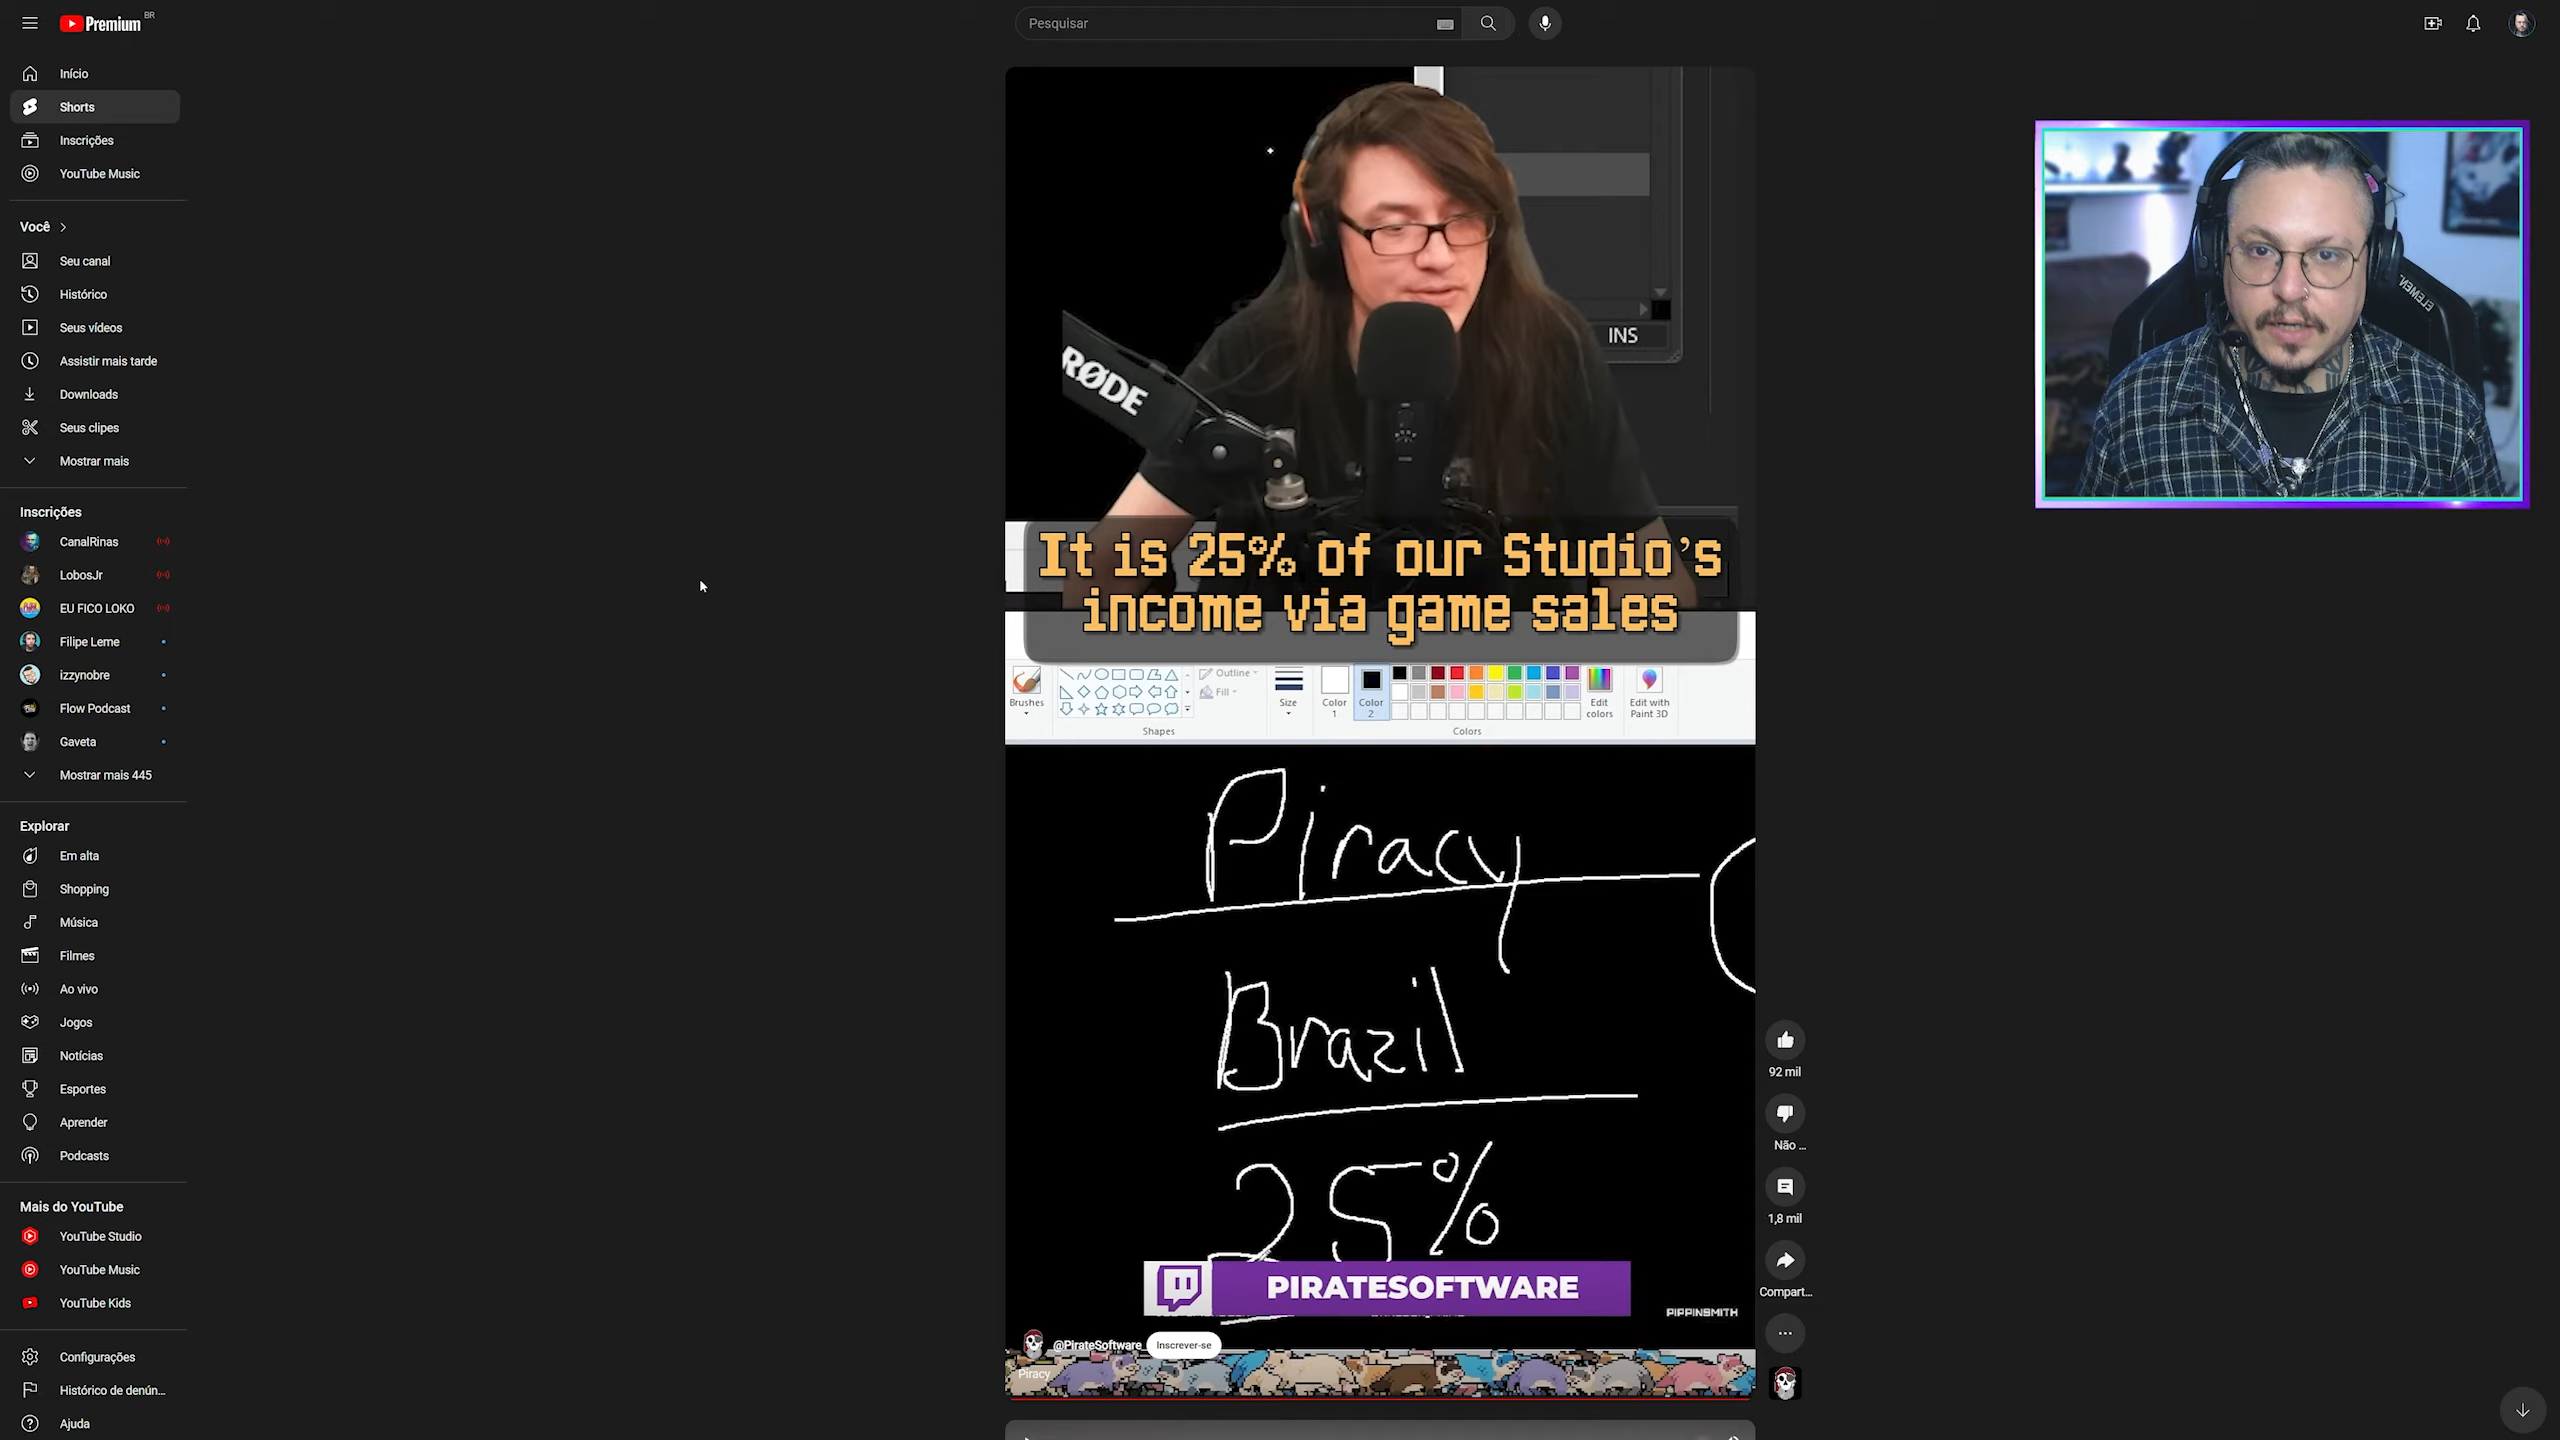 Premium BR
Pesquisar
Início
Shorts
Inscrições
YouTube Music
Você
Seu canal
Histórico
Seus vídeos
Assistir mais tarde
Downloads
Seus clipes
Mostrar mais
Inscrições
CanalRinas
LobosJr
EU FICO LOKO
Filipe Leme
izzynobre
Flow Podcast
Gaveta
Mostrar mais 445
Explorar
Em alta
Shopping
Música
Filmes
Ao vivo
Jogos
Notícias
Esportes
Aprender
Podcasts
Mais do YouTube
YouTube Studio
YouTube Music
YouTube Kids
Configurações
Histórico de denún...
Ajuda
INS
RØDE
It is 25% of our Studio's
income via game sales
Brushes
Outline
Fill
Shapes
Size
Color
1
Color
2
Edit
colors
Edit with
Paint 3D
Colors
Piracy
Brazil
25%
PIRATESOFTWARE
PIPPINSMITH
@PirateSoftware
Inscrever-se
Piracy
92 mil
Não ...
1,8 mil
Compart...
ELEMEN